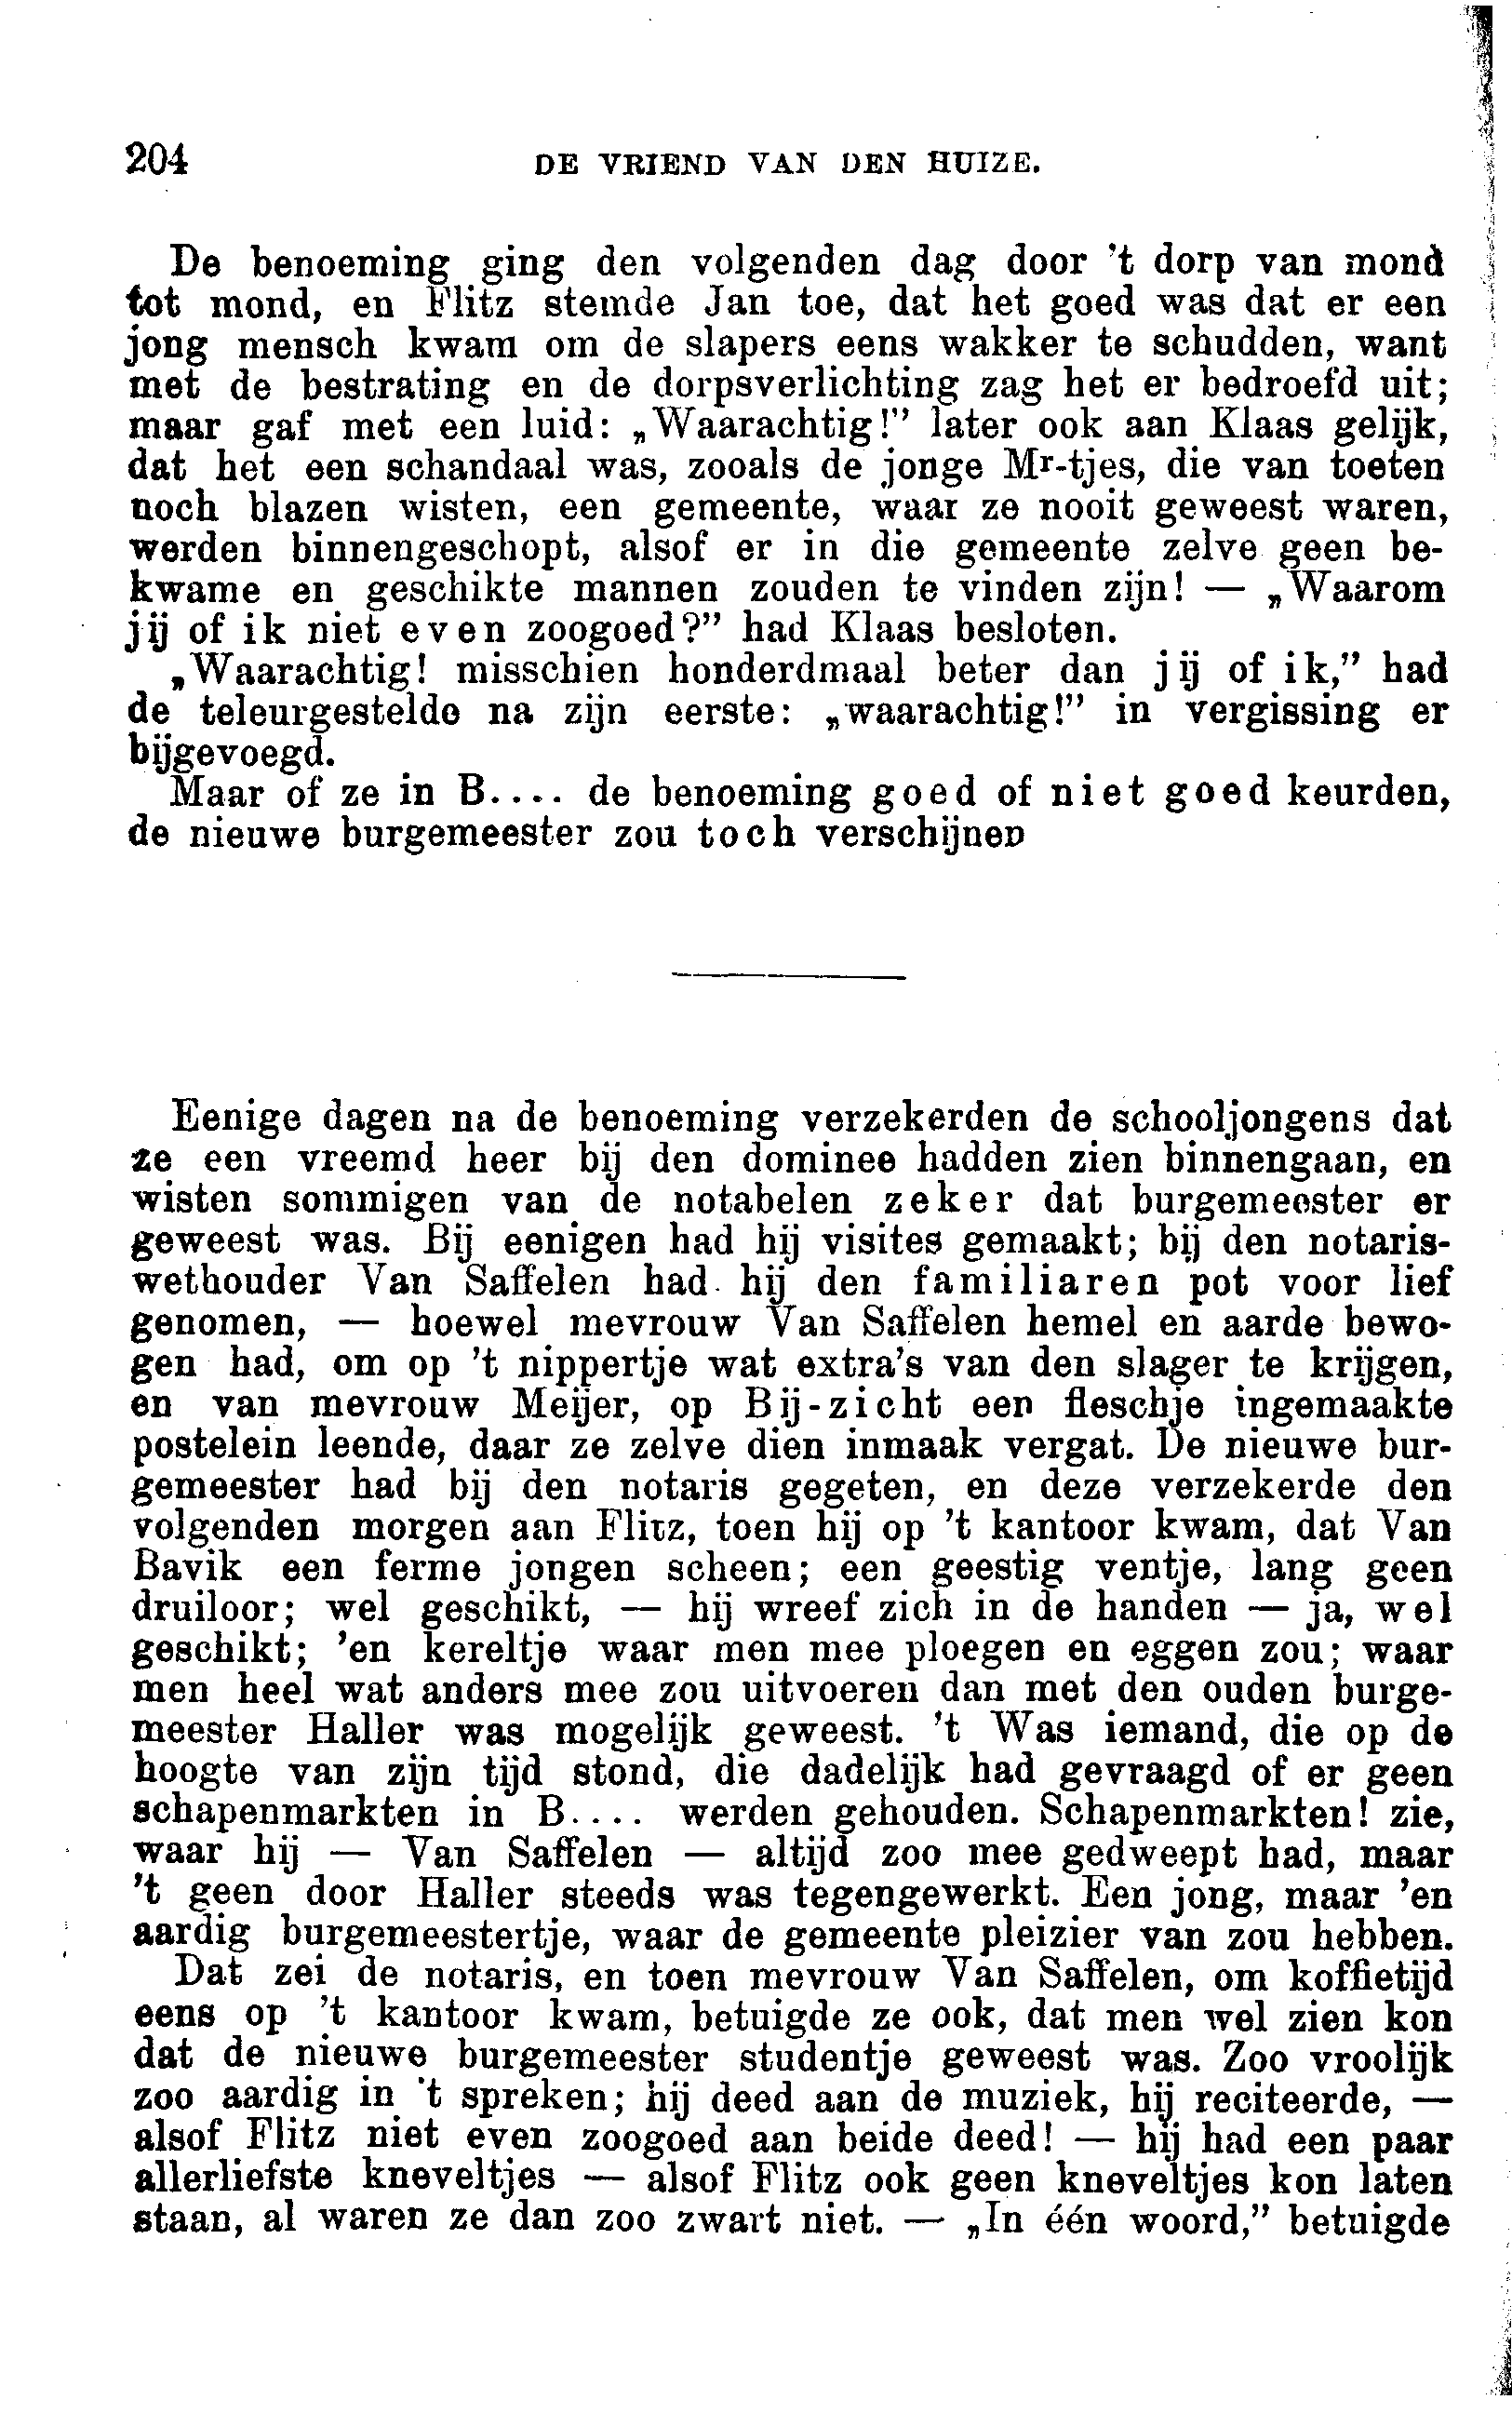 204 DE VRIEND VAN DEN HUIZE.
De benoeming ging den volgenden dag door 't dorp van mond
tot mond, en Flitz stemde Jan toe, dat het goed was dat er een
jong mensch kwam om de slapers eens wakker te schudden, want
met de bestrating en de dorpsverlichting zag het er bedroefd uit;
maar gaf met een luid: „Waarachtig!” later ook aan Klaas gelijk,
dat het een schandaal was, zooals de jonge Mr-tjes, die van toeten
noch blazen wisten, een gemeente, waar ze nooit geweest waren,
werden binnengeschopt, alsof er in die gemeente zelve geen be-
kwame en geschikte mannen zouden te vinden zijn! — „Waarom
jij of ik niet even zoogoed?” had Klaas besloten.
„Waarachtig! misschien honderdmaal beter dan jij of ik,” had
de teleurgestelde na zijn eerste: „waarachtig!” in vergissing er
bijgevoegd.
Maar of ze in B.... de benoeming goed of niet goed keurden,
de nieuwe burgemeester zou toch verschijnen
Eenige dagen na de benoeming verzekerden de schooljongens dat
ze een vreemd heer bij den dominee hadden zien binnengaan, en
wisten sommigen van de notabelen zeker dat burgemeester er
geweest was. Bij eenigen had hij visites gemaakt; bij den notaris-
wethouder Van Saffelen had hij den familiaren pot voor lief
genomen, — hoewel mevrouw Van Saffelen hemel en aarde bewo-
gen had, om op 't nippertje wat extra's van den slager te krijgen,
en van mevrouw Meijer, op Bij-zicht een fleschje ingemaakte
postelein leende, daar ze zelve dien inmaak vergat. De nieuwe bur-
gemeester had bij den notaris gegeten, en deze verzekerde den
volgenden morgen aan Flitz, toen hij op 't kantoor kwam, dat Van
Bavik een ferme jongen scheen; een geestig ventje, lang geen
druiloor; wel geschikt, — hij wreef zich in de handen — ja, wel
geschikt; 'en kereltje waar men mee ploegen en eggen zou; waar
men heel wat anders mee zou uitvoeren dan met den ouden burge-
meester Haller was mogelijk geweest. 't Was iemand, die op de
hoogte van zijn tijd stond, die dadelijk had gevraagd of er geen
schapenmarkten in B.... werden gehouden. Schapenmarkten! zie,
waar hij — Van Saffelen — altijd zoo mee gedweept had, maar
't geen door Haller steeds was tegengewerkt. Een jong, maar 'en
aardig burgemeestertje, waar de gemeente pleizier van zou hebben.
Dat zei de notaris, en toen mevrouw Van Saffelen, om koffietijd
eens op 't kantoor kwam, betuigde ze ook, dat men wel zien kon
dat de nieuwe burgemeester studentje geweest was. Zoo vroolijk
zoo aardig in 't spreken; hij deed aan de muziek, hij reciteerde, —
alsof Flitz niet even zoogoed aan beide deed! — hij had een paar
allerliefste kneveltjes — alsof Flitz ook geen kneveltjes kon laten
staan, al waren ze dan zoo zwart niet. — „In één woord,” betuigde